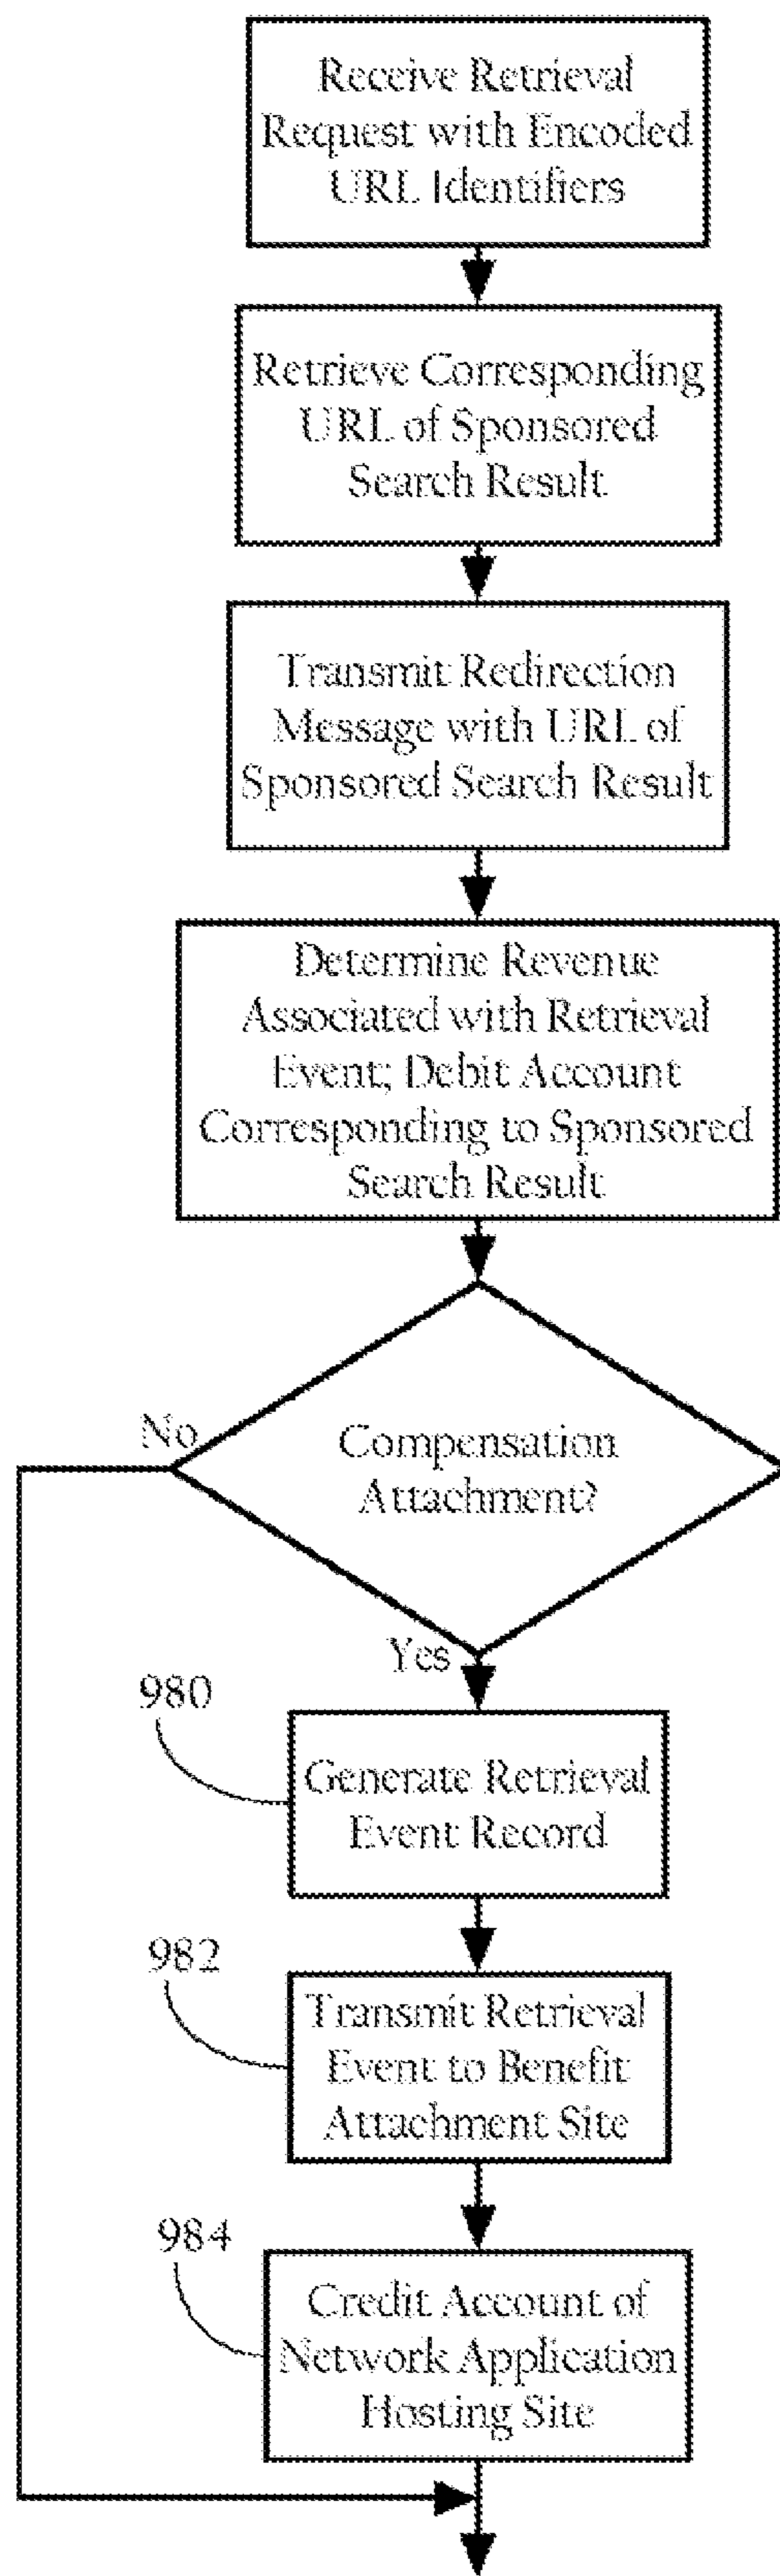 Receive Retrieval
Request with Encoded
URL Identifiers
Retrieve Corresponding
URL of Sponsored
Search Result
Transmit Redirection
Message with URL of
Sponsored Search Result
Determine Revenue
Associated with Retrieval
Event; Debit Account
Corresponding to Sponsored
Search Result
No
Compensation
Attachment?
Yes
980
Generate Retrieval
Event Record
982
Transmit Retrieval
Event to Benefit
Attachment Site
984
Credit Account of
Network Application
Hosting Site